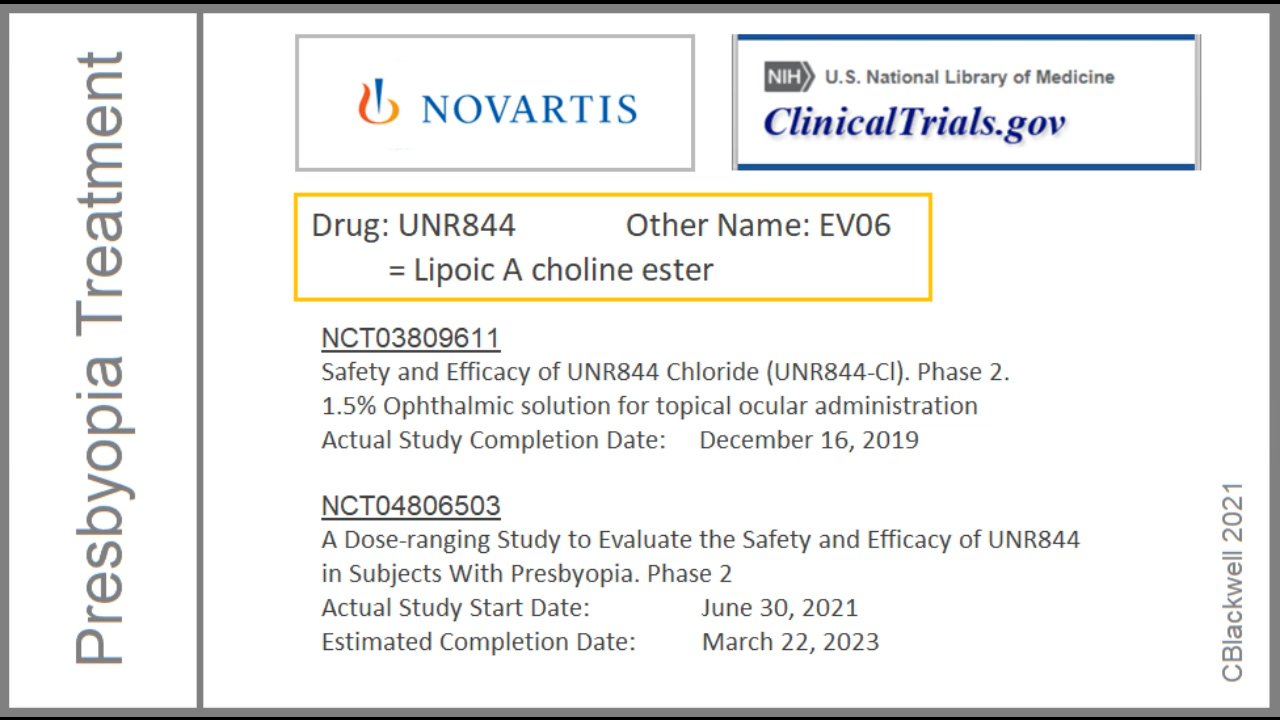 Presbyopia Treatment
NOVARTIS
NIH U.S. National Library of Medicine
ClinicalTrials.gov
Drug: UNR844 Other Name: EV06
= Lipoic A choline ester
NCT03809611
Safety and Efficacy of UNR844 Chloride (UNR844-Cl). Phase 2.
1.5% Ophthalmic solution for topical ocular administration
Actual Study Completion Date: December 16, 2019
NCT04806503
A Dose-ranging Study to Evaluate the Safety and Efficacy of UNR844
in Subjects With Presbyopia. Phase 2
Actual Study Start Date: June 30, 2021
Estimated Completion Date: March 22, 2023
CBlackwell 2021